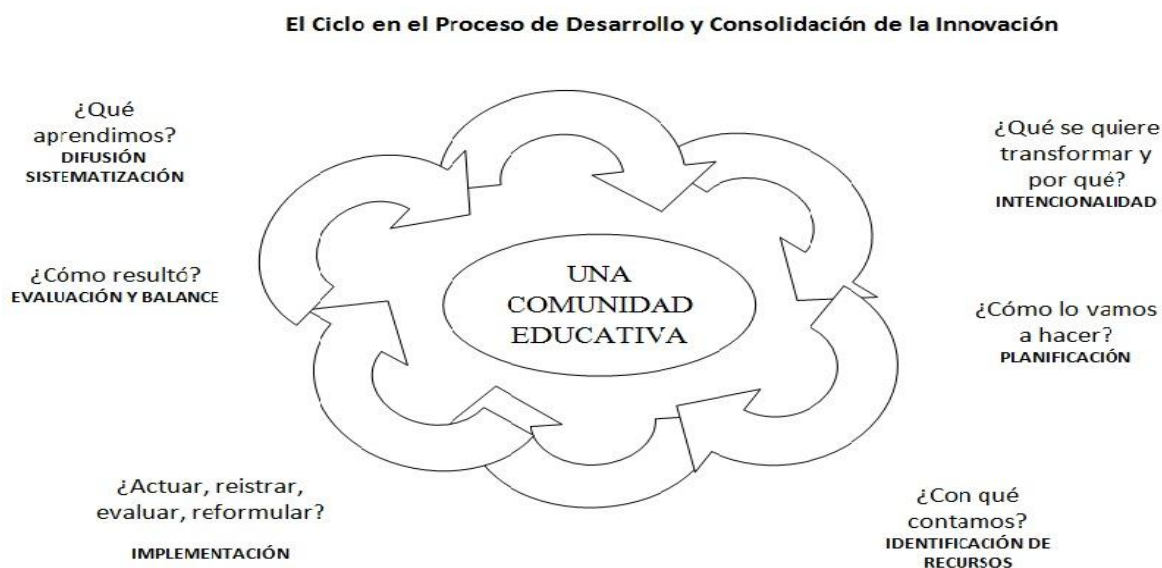 El Ciclo en el Proceso de Desarrollo y Consolidación de la Innovación
¿Qué
aprendimos?
DIFUSIÓN
SISTEMATIZACIÓN
¿Qué se quiere
transformar y
por qué?
INTENCIONALIDAD
¿Cómo resultó?
EVALUACIÓN Y BALANCE
UNA
COMUNIDAD
EDUCATIVA
¿Cómo lo vamos
a hacer?
PLANIFICACIÓN
¿Actuar, reistrar,
evaluar, reformular?
IMPLEMENTACIÓN
¿Con qué
contamos?
IDENTIFICACIÓN DE
RECURSOS